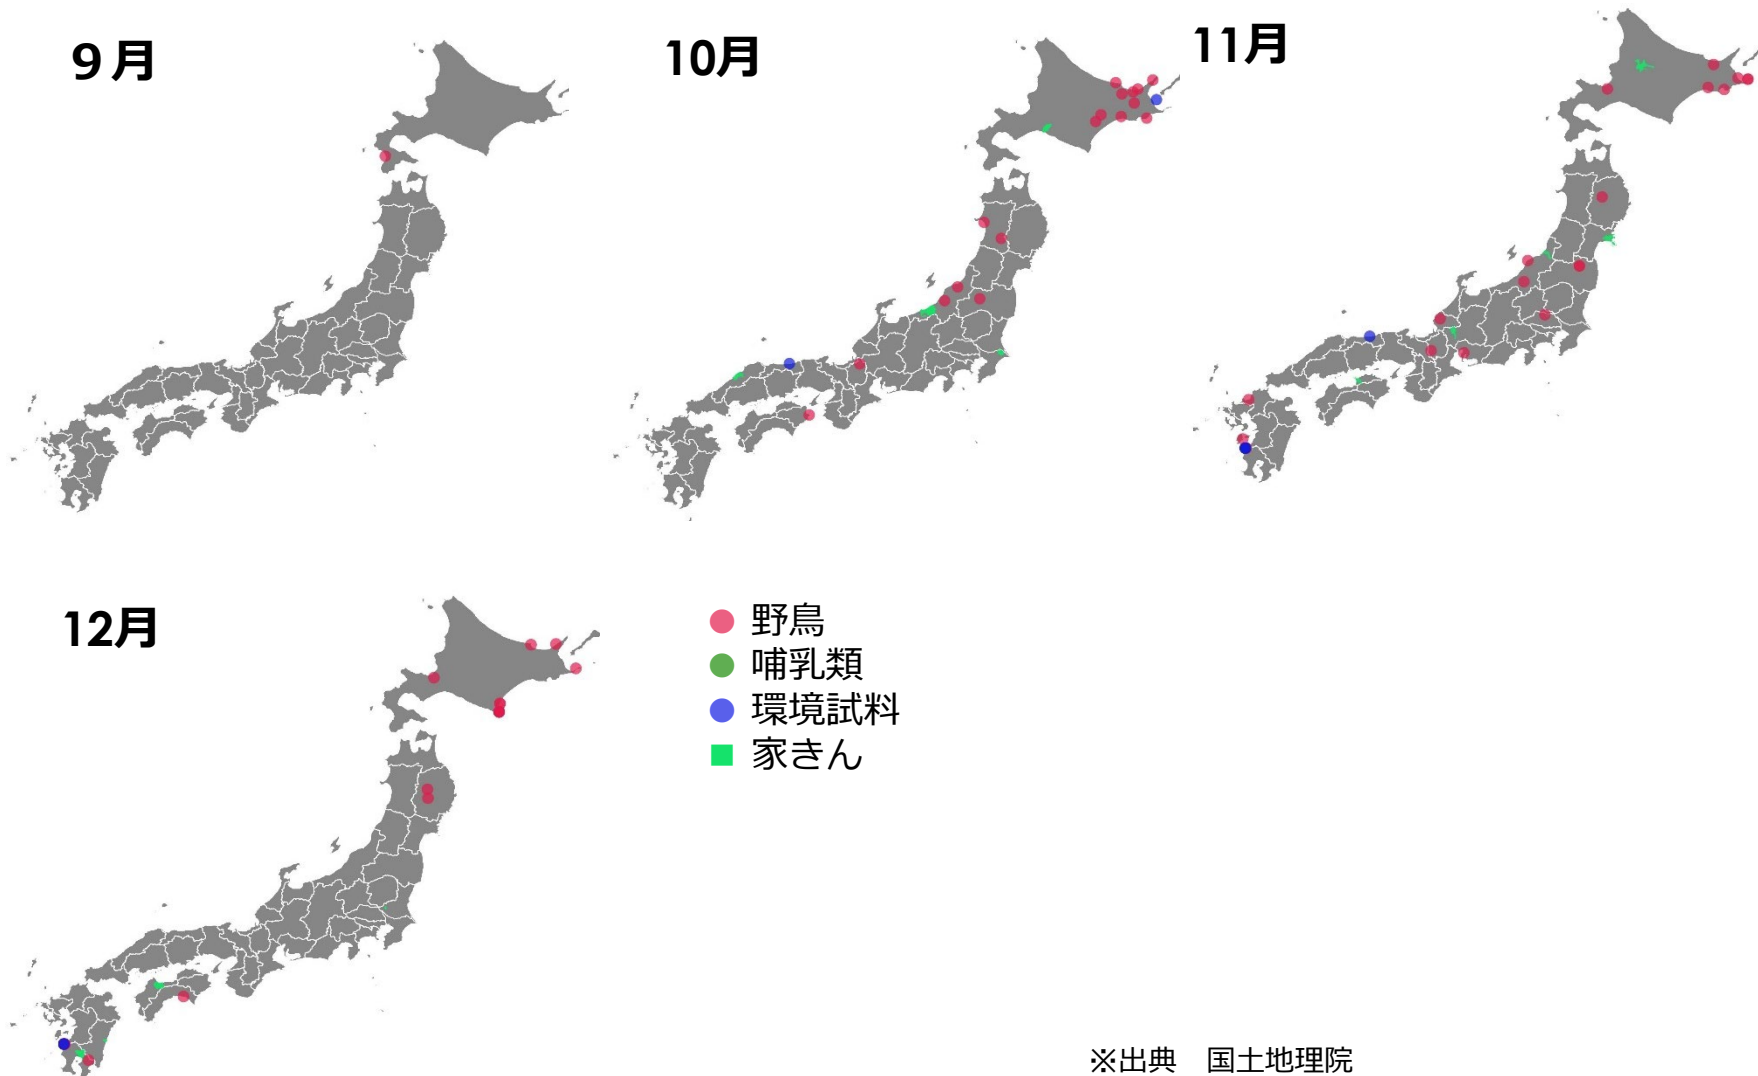 9月
10月
11月
12月
野鳥
哺乳類
環境試料
家きん
※出典　国土地理院